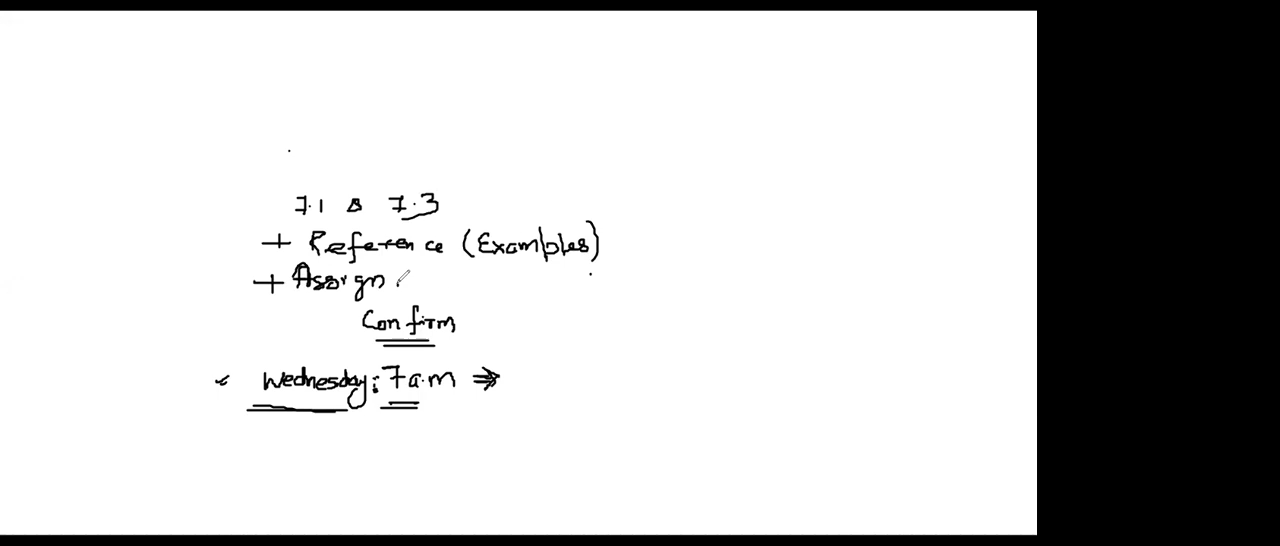 7.1 & 7.3
+ Reference (Examples)
+ Assign
Confirm
✓ Wednesday: 7 a.m ⇒